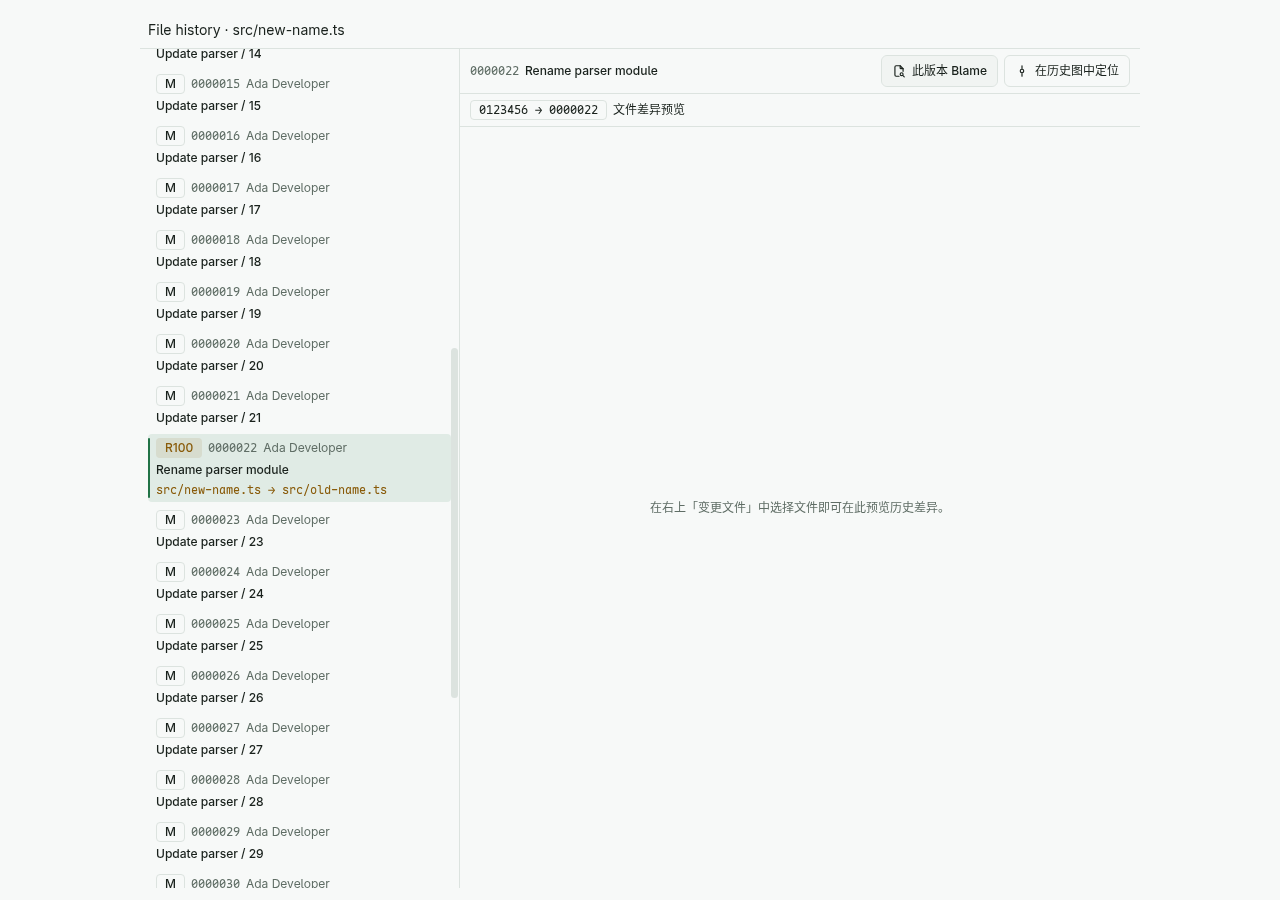 File history · src/new-name.ts
Update parser / 14
M 0000015 Ada Developer
Update parser / 15
M 0000016 Ada Developer
Update parser / 16
M 0000017 Ada Developer
Update parser / 17
M 0000018 Ada Developer
Update parser / 18
M 0000019 Ada Developer
Update parser / 19
M 0000020 Ada Developer
Update parser / 20
M 0000021 Ada Developer
Update parser / 21
R100 0000022 Ada Developer
Rename parser module
src/new-name.ts → src/old-name.ts
M 0000023 Ada Developer
Update parser / 23
M 0000024 Ada Developer
Update parser / 24
M 0000025 Ada Developer
Update parser / 25
M 0000026 Ada Developer
Update parser / 26
M 0000027 Ada Developer
Update parser / 27
M 0000028 Ada Developer
Update parser / 28
M 0000029 Ada Developer
Update parser / 29
M 0000030 Ada Developer
0000022 Rename parser module 此版本 Blame 在历史图中定位
0123456 → 0000022 文件差异预览
在右上「变更文件」中选择文件即可在此预览历史差异。